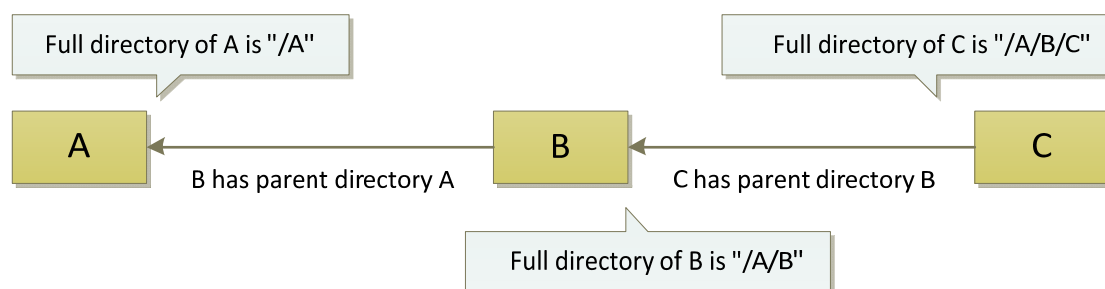 Full directory of A is "/A"
Full directory of C is "/A/B/C"
A
B
C
B has parent directory A
C has parent directory B
Full directory of B is "/A/B"